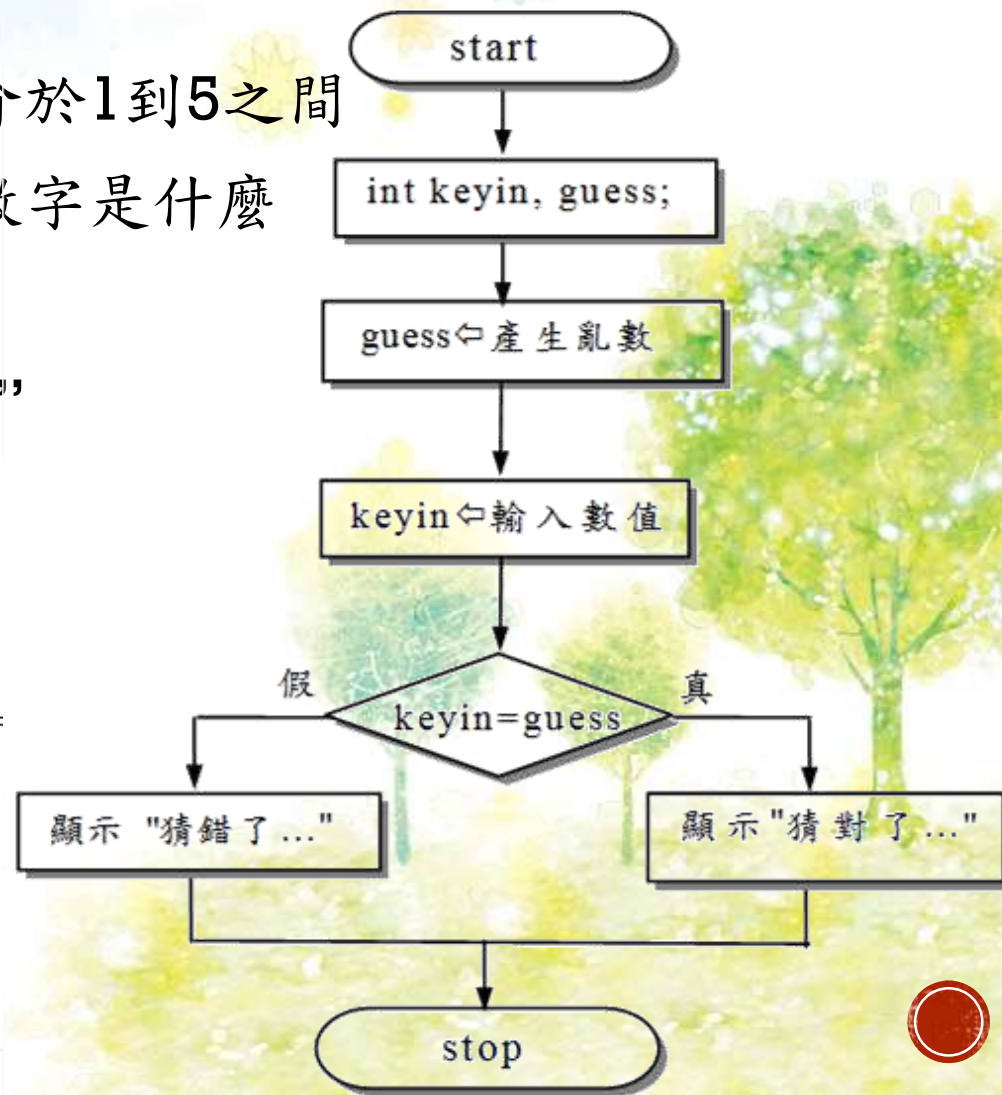 start
介於1到5之間
int keyin, guess;
數字是什麼
guess⇦產生亂數
keyin⇦輸入數值
假
真
keyin=guess
顯示 "猜錯了..."
顯示"猜對了..."
stop